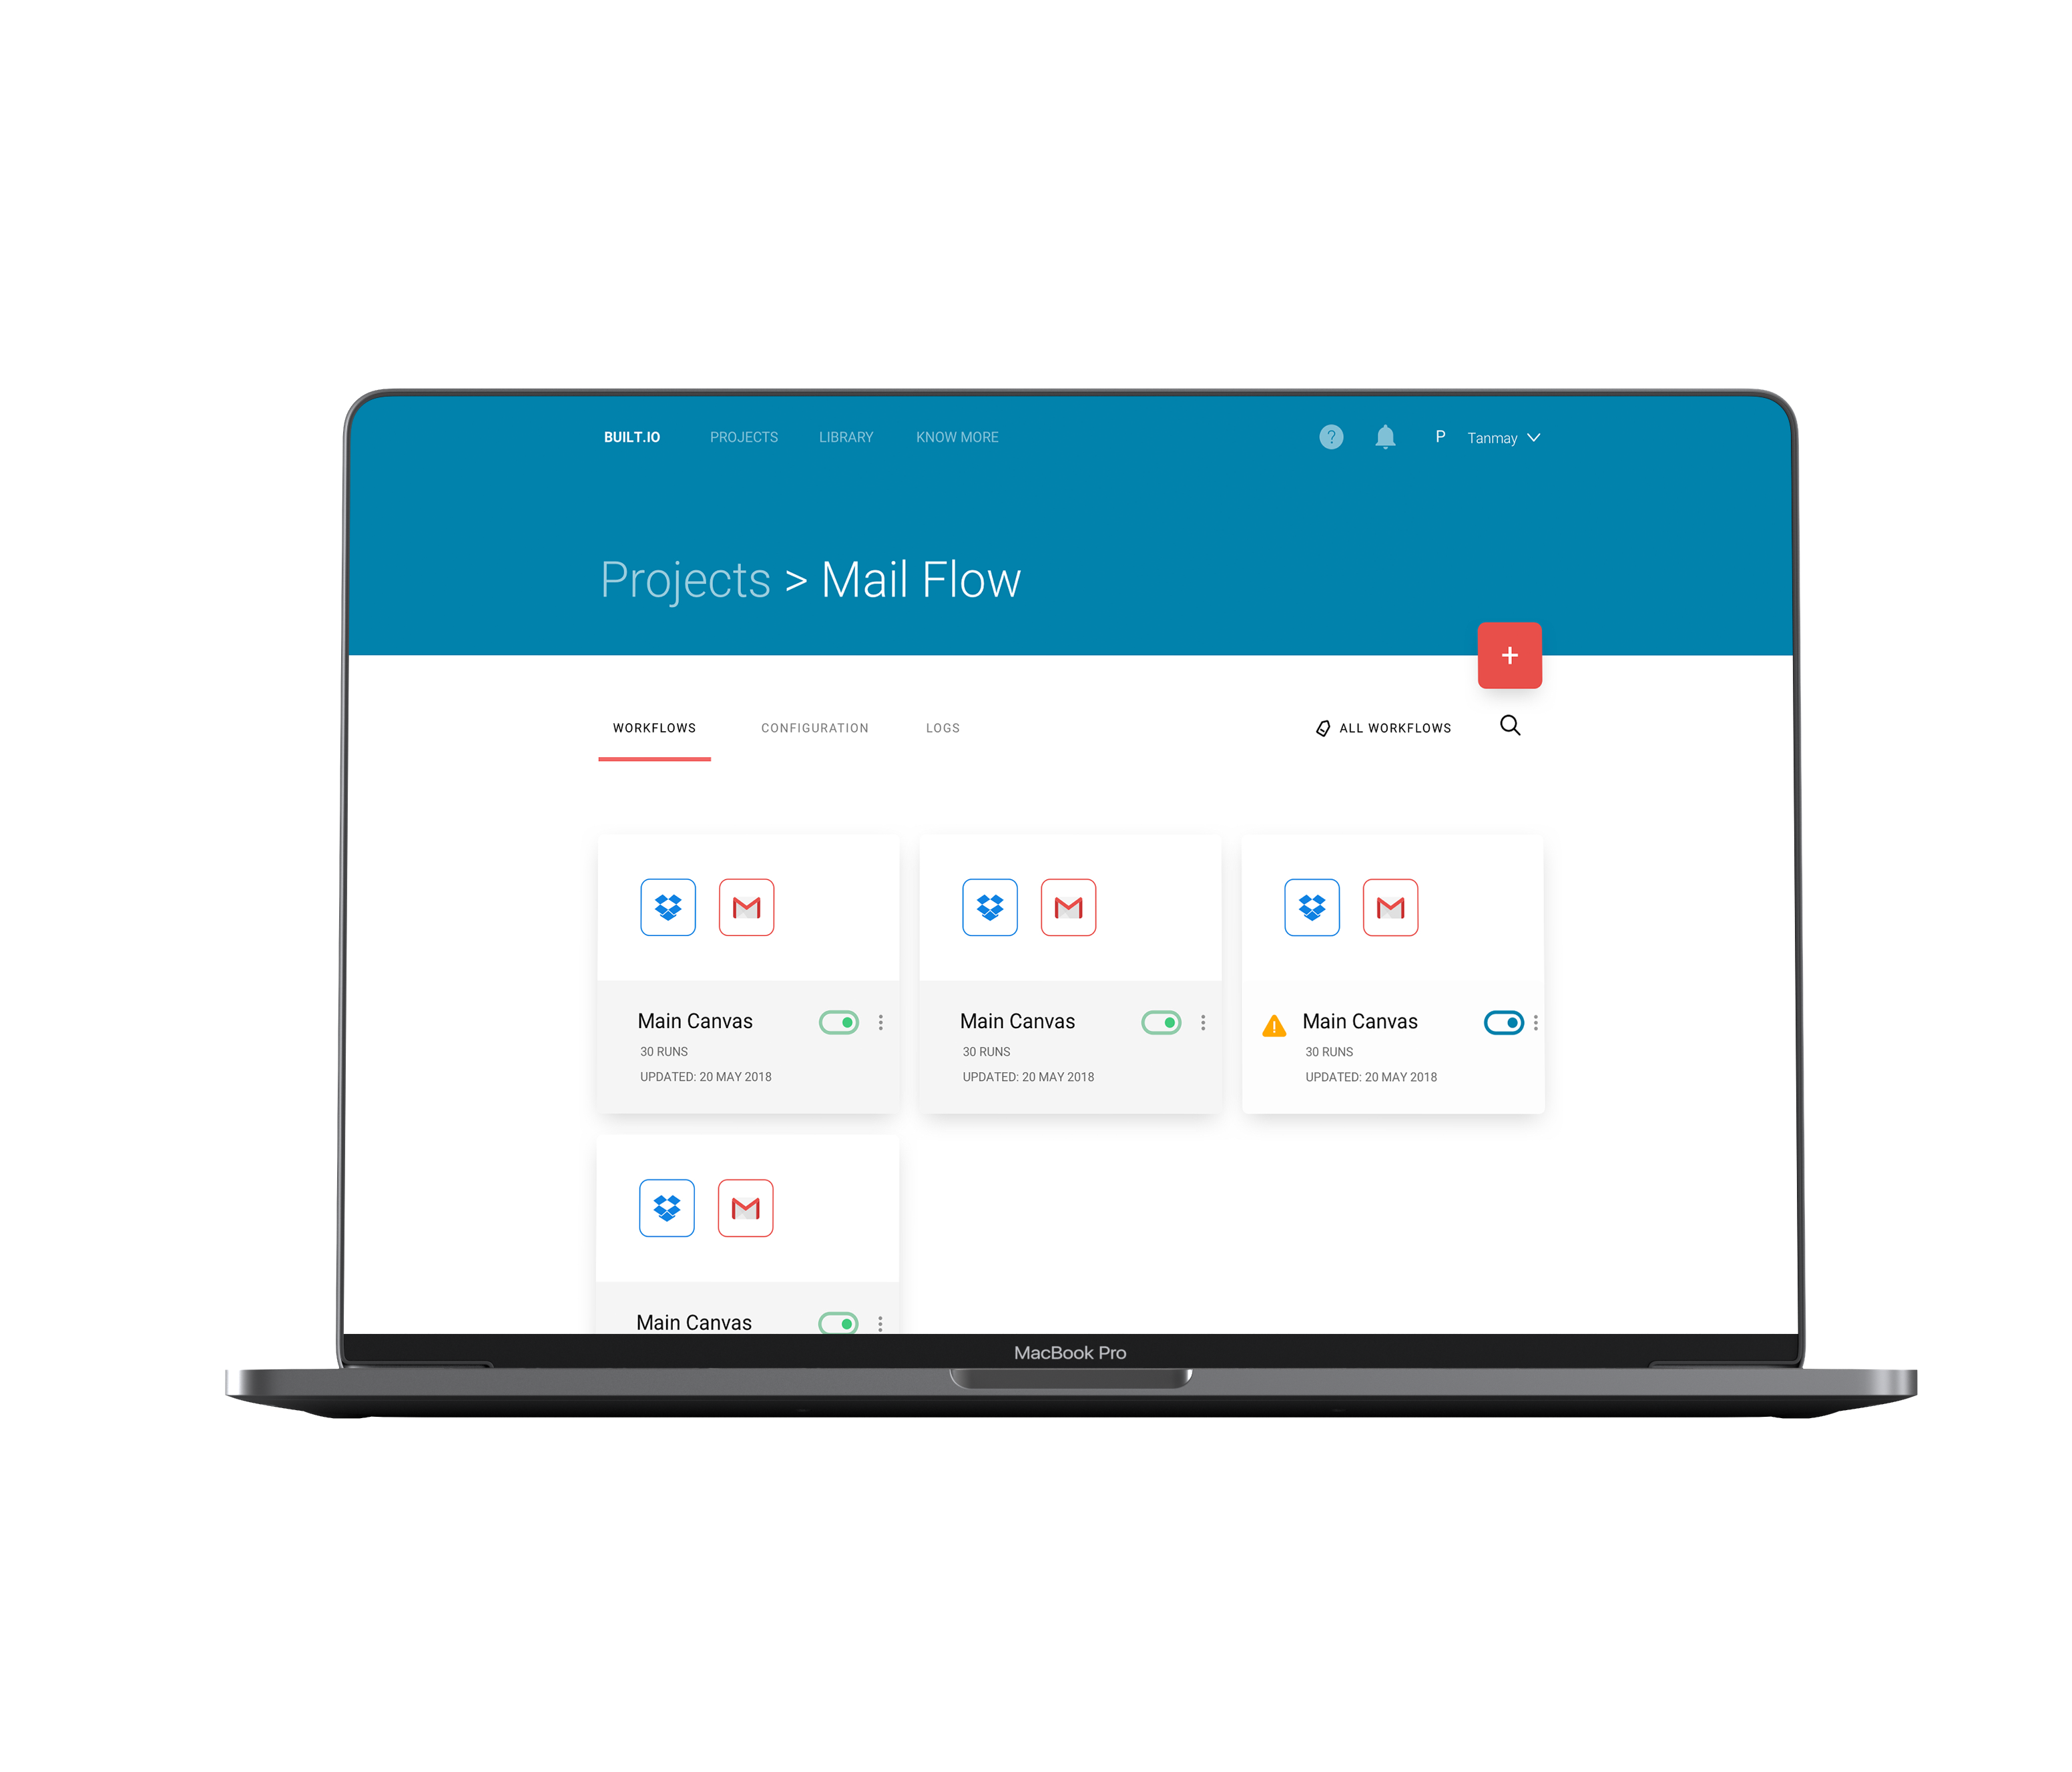 BUILT.IO PROJECTS LIBRARY KNOW MORE ? P Tanmay
Projects > Mail Flow
+
WORKFLOWS CONFIGURATION LOGS ALL WORKFLOWS
Main Canvas
30 RUNS
UPDATED: 20 MAY 2018
Main Canvas
30 RUNS
UPDATED: 20 MAY 2018
Main Canvas
30 RUNS
UPDATED: 20 MAY 2018
Main Canvas
MacBook Pro